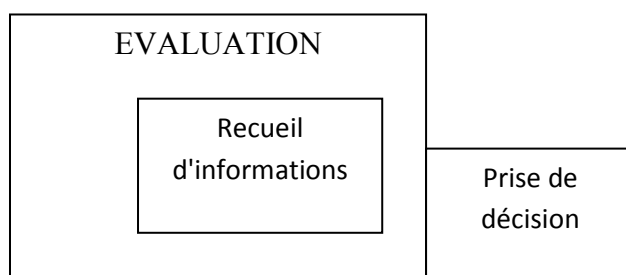 EVALUATION
Recueil
d'informations
Prise de
décision